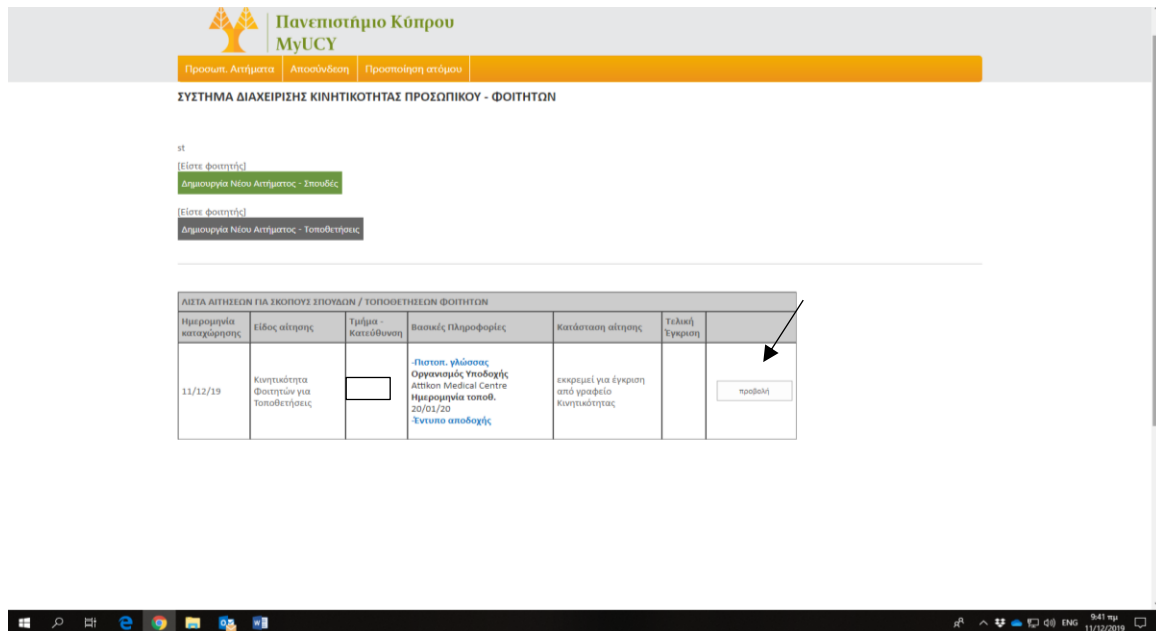 Πανεπιστήμιο Κύπρου
MyUCY
Προσωπ. Αιτήματα
Αποσύνδεση
Προσποίηση ατόμου
ΣΥΣΤΗΜΑ ΔΙΑΧΕΙΡΙΣΗΣ ΚΙΝΗΤΙΚΟΤΗΤΑΣ ΠΡΟΣΩΠΙΚΟΥ - ΦΟΙΤΗΤΩΝ
st
[Είστε φοιτητής]
Δημιουργία Νέου Αιτήματος - Σπουδές
[Είστε φοιτητής]
Δημιουργία Νέου Αιτήματος - Τοποθετήσεις
ΛΙΣΤΑ ΑΙΤΗΣΕΩΝ ΓΙΑ ΣΚΟΠΟΥΣ ΣΠΟΥΔΩΝ / ΤΟΠΟΘΕΤΗΣΕΩΝ ΦΟΙΤΗΤΩΝ
Ημερομηνία
καταχώρησης
Είδος αίτησης
Τμήμα -
Κατεύθυνση
Βασικές Πληροφορίες
Κατάσταση αίτησης
Τελική
Έγκριση
11/12/19
Κινητικότητα
Φοιτητών για
Τοποθετήσεις
-Πιστοπ. γλώσσας
Οργανισμός Υποδοχής
Attikon Medical Centre
Ημερομηνία τοποθ.
20/01/20
-Έντυπο αποδοχής
εκκρεμεί για έγκριση
από γραφείο
Κινητικότητας
προβολή
ENG
9:41 πμ
11/12/2019